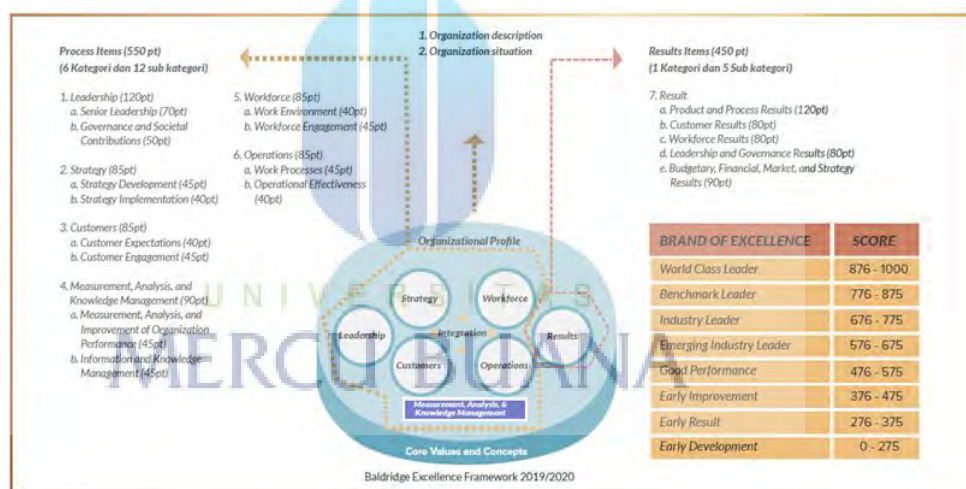 1. Organization description
2. Organization situation
Process Items (550 pt)
(6 Kategori dan 12 sub kategori)
1. Leadership (120pt)
a. Senior Leadership (70pt)
b. Governance and Societal
Contributions (50pt)
2. Strategy (85pt)
a. Strategy Development (45pt)
b. Strategy Implementation (40pt)
3. Customers (85pt)
a. Customer Expectations (40pt)
b. Customer Engagement (45pt)
4. Measurement, Analysis, and
Knowledge Management (90pt)
a. Measurement, Analysis, and
Improvement of Organization
Performance (45pt)
b. Information and Knowledge
Management (45pt)
5. Workforce (85pt)
a. Work Environment (40pt)
b. Workforce Engagement (45pt)
6. Operations (85pt)
a. Work Processes (45pt)
b. Operational Effectiveness
(40pt)
Results Items (450 pt)
(1 Kategori dan 5 Sub kategori)
7. Result
a. Product and Process Results (120pt)
b. Customer Results (80pt)
c. Workforce Results (80pt)
d. Leadership and Governance Results (80pt)
e. Budgetary, Financial, Market, and Strategy
Results (90pt)
Organizational Profile
Strategy
Workforce
Leadership
Integration
Results
Customers
Operations
Measurement, Analysis, &
Knowledge Management
Core Values and Concepts
Baldridge Excellence Framework 2019/2020
BRAND OF EXCELLENCE SCORE
World Class Leader 876 - 1000
Benchmark Leader 776 - 875
Industry Leader 676 - 775
Emerging Industry Leader 576 - 675
Good Performance 476 - 575
Early Improvement 376 - 475
Early Result 276 - 375
Early Development 0 - 275
UNIVERSITAS
MERCU BUANA